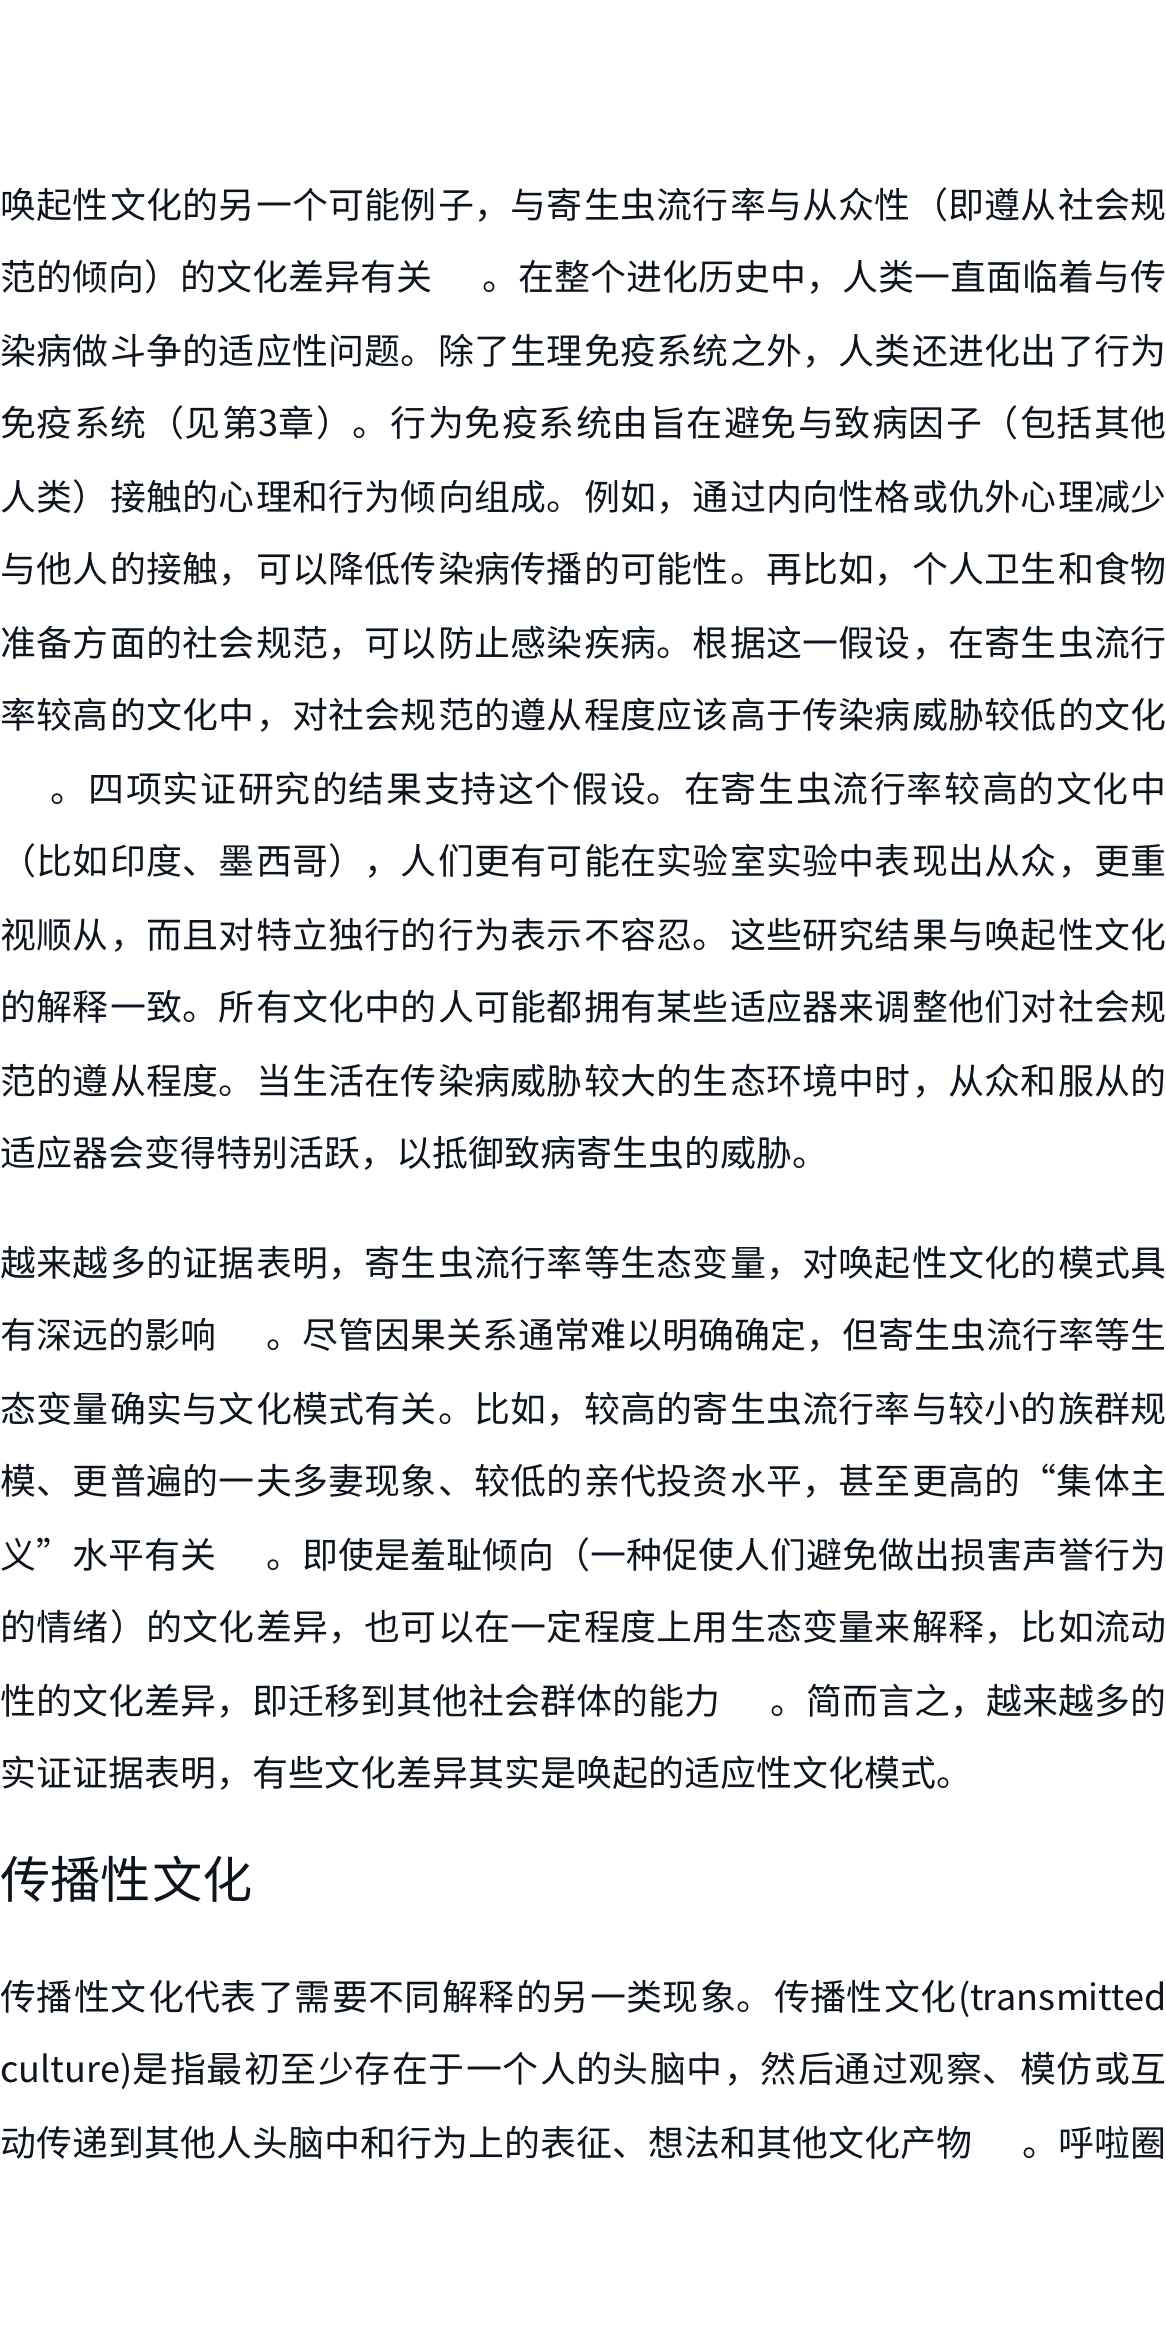 唤起性文化的另一个可能例子，与寄生虫流行率与从众性（即遵从社会规
范的倾向）的文化差异有关 。在整个进化历史中，人类一直面临着与传
染病做斗争的适应性问题。除了生理免疫系统之外，人类还进化出了行为
免疫系统（见第3章）。行为免疫系统由旨在避免与致病因子（包括其他
人类）接触的心理和行为倾向组成。例如，通过内向性格或仇外心理减少
与他人的接触，可以降低传染病传播的可能性。再比如，个人卫生和食物
准备方面的社会规范，可以防止感染疾病。根据这一假设，在寄生虫流行
率较高的文化中，对社会规范的遵从程度应该高于传染病威胁较低的文化
。四项实证研究的结果支持这个假设。在寄生虫流行率较高的文化中
（比如印度、墨西哥），人们更有可能在实验室实验中表现出从众，更重
视顺从，而且对特立独行的行为表示不容忍。这些研究结果与唤起性文化
的解释一致。所有文化中的人可能都拥有某些适应器来调整他们对社会规
范的遵从程度。当生活在传染病威胁较大的生态环境中时，从众和服从的
适应器会变得特别活跃，以抵御致病寄生虫的威胁。
越来越多的证据表明，寄生虫流行率等生态变量，对唤起性文化的模式具
有深远的影响 。尽管因果关系通常难以明确确定，但寄生虫流行率等生
态变量确实与文化模式有关。比如，较高的寄生虫流行率与较小的族群规
模、更普遍的一夫多妻现象、较低的亲代投资水平，甚至更高的“集体主
义”水平有关 。即使是羞耻倾向（一种促使人们避免做出损害声誉行为
的情绪）的文化差异，也可以在一定程度上用生态变量来解释，比如流动
性的文化差异，即迁移到其他社会群体的能力 。简而言之，越来越多的
实证证据表明，有些文化差异其实是唤起的适应性文化模式。
传播性文化
传播性文化代表了需要不同解释的另一类现象。传播性文化(transmitted
culture)是指最初至少存在于一个人的头脑中，然后通过观察、模仿或互
动传递到其他人头脑中和行为上的表征、想法和其他文化产物 。呼啦圈